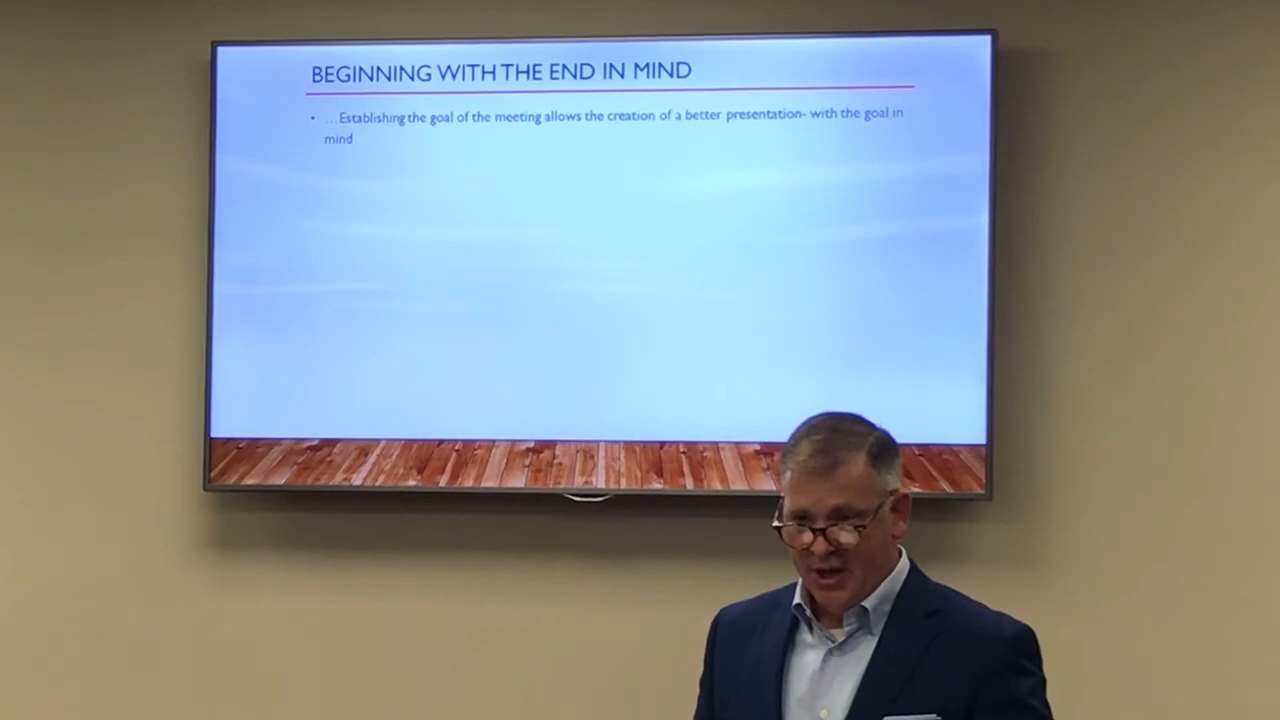 BEGINNING WITH THE END IN MIND
• …Establishing the goal of the meeting allows the creation of a better presentation- with the goal in
mind